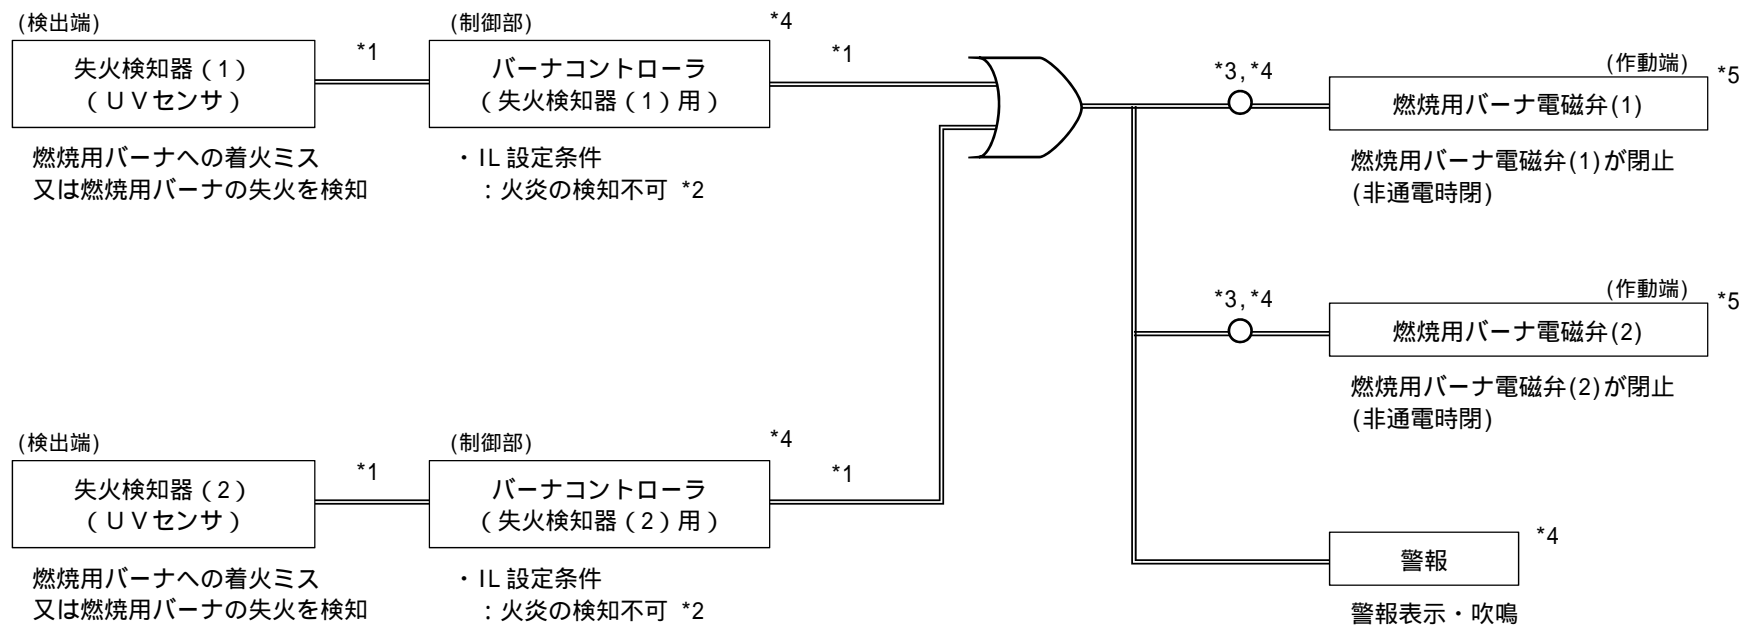 (検出端)
失火検知器(1)
(UVセンサ)
*1
燃焼用バーナへの着火ミス
又は燃焼用バーナの失火を検知
(制御部)
*4
バーナコントローラ
(失火検知器(1)用)
*1
・IL設定条件
:火炎の検知不可 *2
*3,*4
(作動端)
*5
燃焼用バーナ電磁弁(1)
燃焼用バーナ電磁弁(1)が閉止
(非通電時閉)
*3,*4
(作動端)
*5
燃焼用バーナ電磁弁(2)
燃焼用バーナ電磁弁(2)が閉止
(非通電時閉)
(検出端)
失火検知器(2)
(UVセンサ)
*1
燃焼用バーナへの着火ミス
又は燃焼用バーナの失火を検知
(制御部)
*4
バーナコントローラ
(失火検知器(2)用)
*1
・IL設定条件
:火炎の検知不可 *2
*4
警報
警報表示・吹鳴